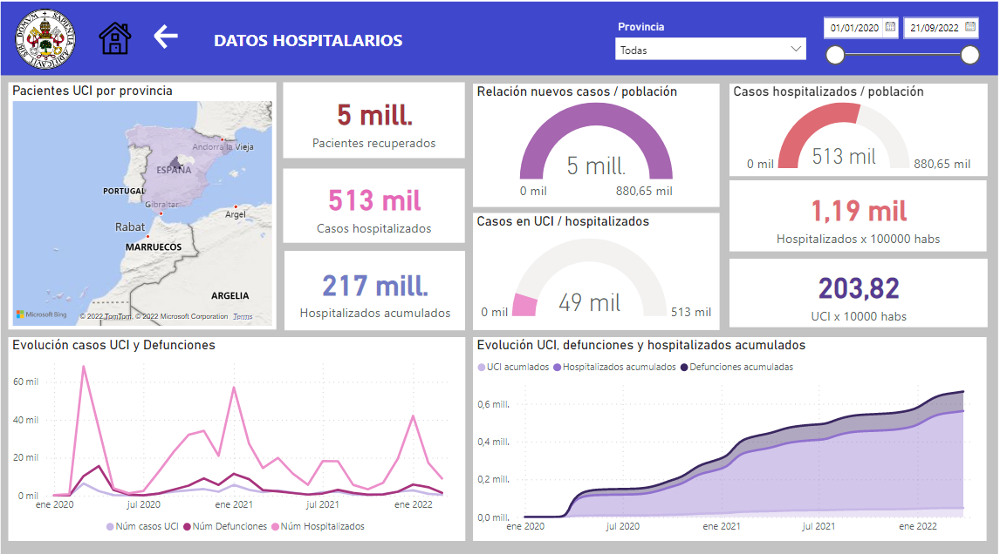 DATOS HOSPITALARIOS
Provincia
Todas
01/01/2020
21/09/2022
Pacientes UCI por provincia
Andorra la Vieja
ESPAÑA
PORTUGAL
Gibraltar
Argel
Rabat
MARRUECOS
ARGELIA
Microsoft Bing
© 2022 TomTom, © 2022 Microsoft Corporation Terms
5 mill.
Pacientes recuperados
513 mil
Casos hospitalizados
217 mill.
Hospitalizados acumulados
Relación nuevos casos / población
5 mill.
0 mil
880,65 mil
Casos en UCI / hospitalizados
49 mil
0 mil
513 mil
Casos hospitalizados / población
513 mil
0 mil
880,65 mil
1,19 mil
Hospitalizados x 100000 habs
203,82
UCI x 10000 habs
Evolución casos UCI y Defunciones
60 mil
40 mil
20 mil
0 mil
ene 2020
jul 2020
ene 2021
jul 2021
ene 2022
Núm casos UCI
Núm Defunciones
Núm Hospitalizados
Evolución UCI, defunciones y hospitalizados acumulados
UCI acumlados
Hospitalizados acumulados
Defunciones acumuladas
0,6 mill.
0,4 mill.
0,2 mill.
0,0 mill.
ene 2020
jul 2020
ene 2021
jul 2021
ene 2022